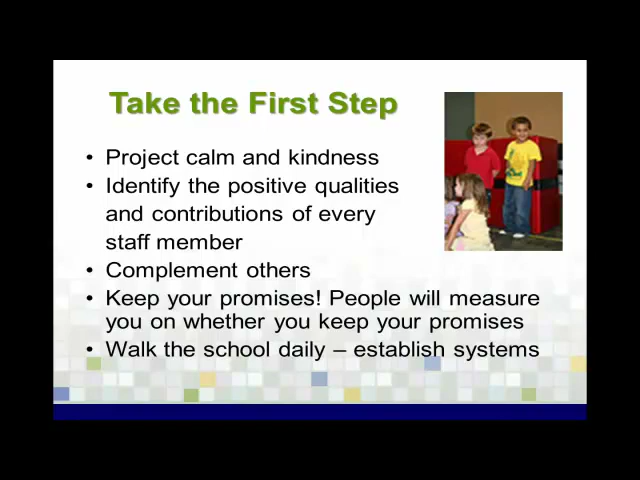 Take the First Step
• Project calm and kindness
• Identify the positive qualities
and contributions of every
staff member
• Complement others
• Keep your promises! People will measure
you on whether you keep your promises
• Walk the school daily – establish systems